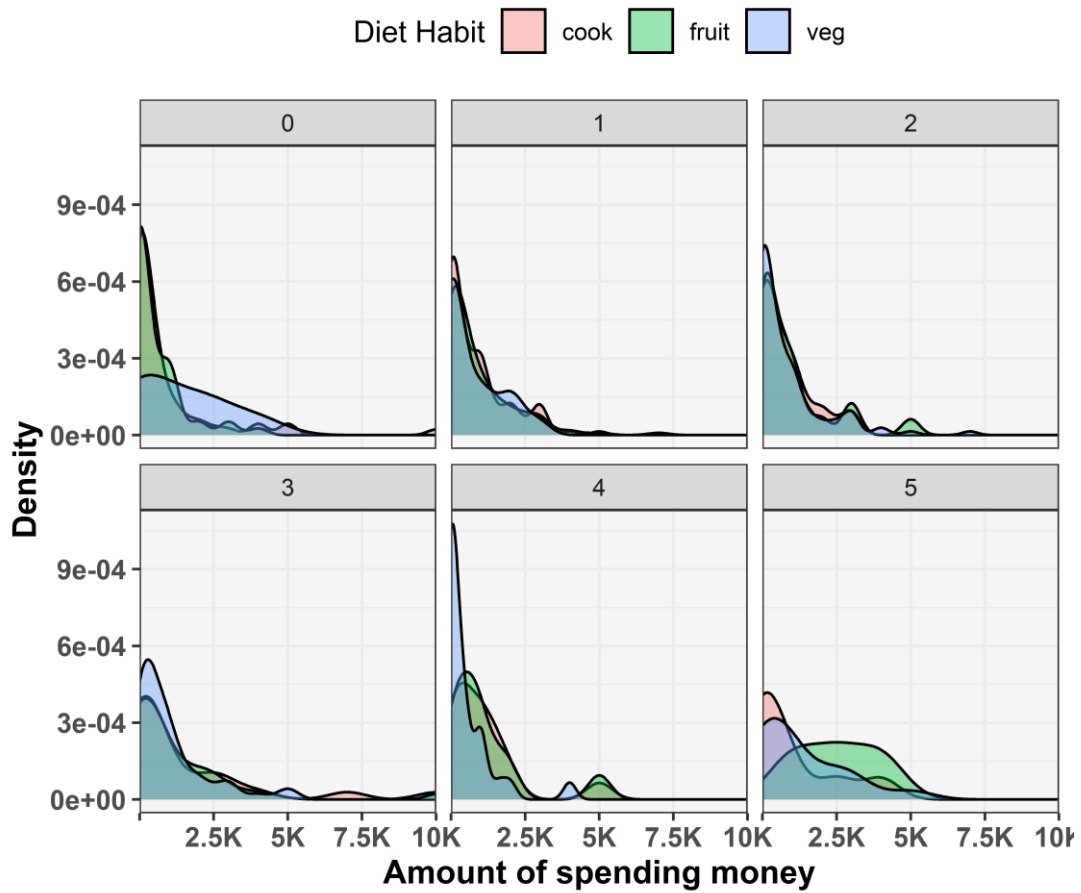 Diet Habit cook fruit veg
0 1 2
9e-04
6e-04
3e-04
0e+00
3 4 5
9e-04
6e-04
3e-04
0e+00
2.5K 5K 7.5K 10K 2.5K 5K 7.5K 10K 2.5K 5K 7.5K 10K
Density
Amount of spending money